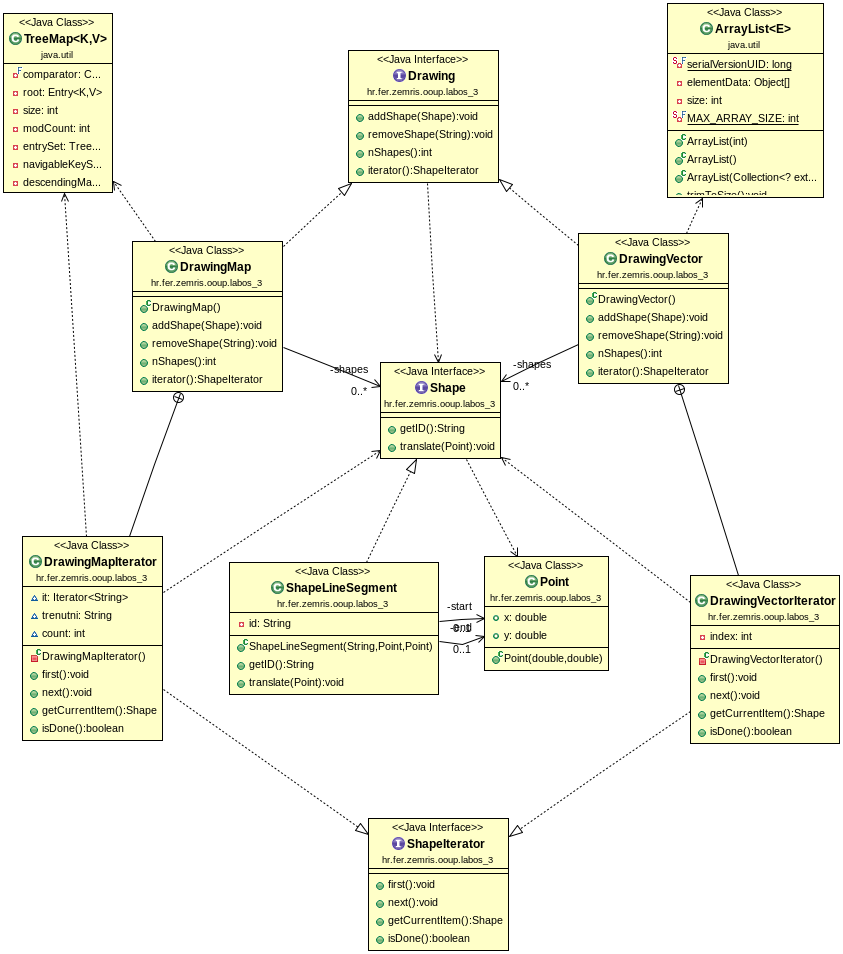 <<Java Class>>
TreeMap<K,V>
java.util
comparator: C...
root: Entry<K,V>
size: int
modCount: int
entrySet: Tree...
navigableKeyS...
descendingMa...
<<Java Interface>>
Drawing
hr.fer.zemris.ooup.labos_3
addShape(Shape):void
removeShape(String):void
nShapes():int
iterator():ShapeIterator
<<Java Class>>
ArrayList<E>
java.util
serialVersionUID: long
elementData: Object[]
size: int
MAX_ARRAY_SIZE: int
ArrayList(int)
ArrayList()
ArrayList(Collection<? ext...
trimToSize():void
<<Java Class>>
DrawingMap
hr.fer.zemris.ooup.labos_3
DrawingMap()
addShape(Shape):void
removeShape(String):void
nShapes():int
iterator():ShapeIterator
<<Java Class>>
DrawingVector
hr.fer.zemris.ooup.labos_3
DrawingVector()
addShape(Shape):void
removeShape(String):void
nShapes():int
iterator():ShapeIterator
-shapes
0..*
-shapes
0..*
<<Java Interface>>
Shape
hr.fer.zemris.ooup.labos_3
getID():String
translate(Point):void
<<Java Class>>
DrawingMapIterator
hr.fer.zemris.ooup.labos_3
it: Iterator<String>
trenutni: String
count: int
DrawingMapIterator()
first():void
next():void
getCurrentItem():Shape
isDone():boolean
<<Java Class>>
ShapeLineSegment
hr.fer.zemris.ooup.labos_3
id: String
ShapeLineSegment(String,Point,Point)
getID():String
translate(Point):void
-start
0..1
-end
0..1
<<Java Class>>
Point
hr.fer.zemris.ooup.labos_3
x: double
y: double
Point(double,double)
<<Java Class>>
DrawingVectorIterator
hr.fer.zemris.ooup.labos_3
index: int
DrawingVectorIterator()
first():void
next():void
getCurrentItem():Shape
isDone():boolean
<<Java Interface>>
ShapeIterator
hr.fer.zemris.ooup.labos_3
first():void
next():void
getCurrentItem():Shape
isDone():boolean